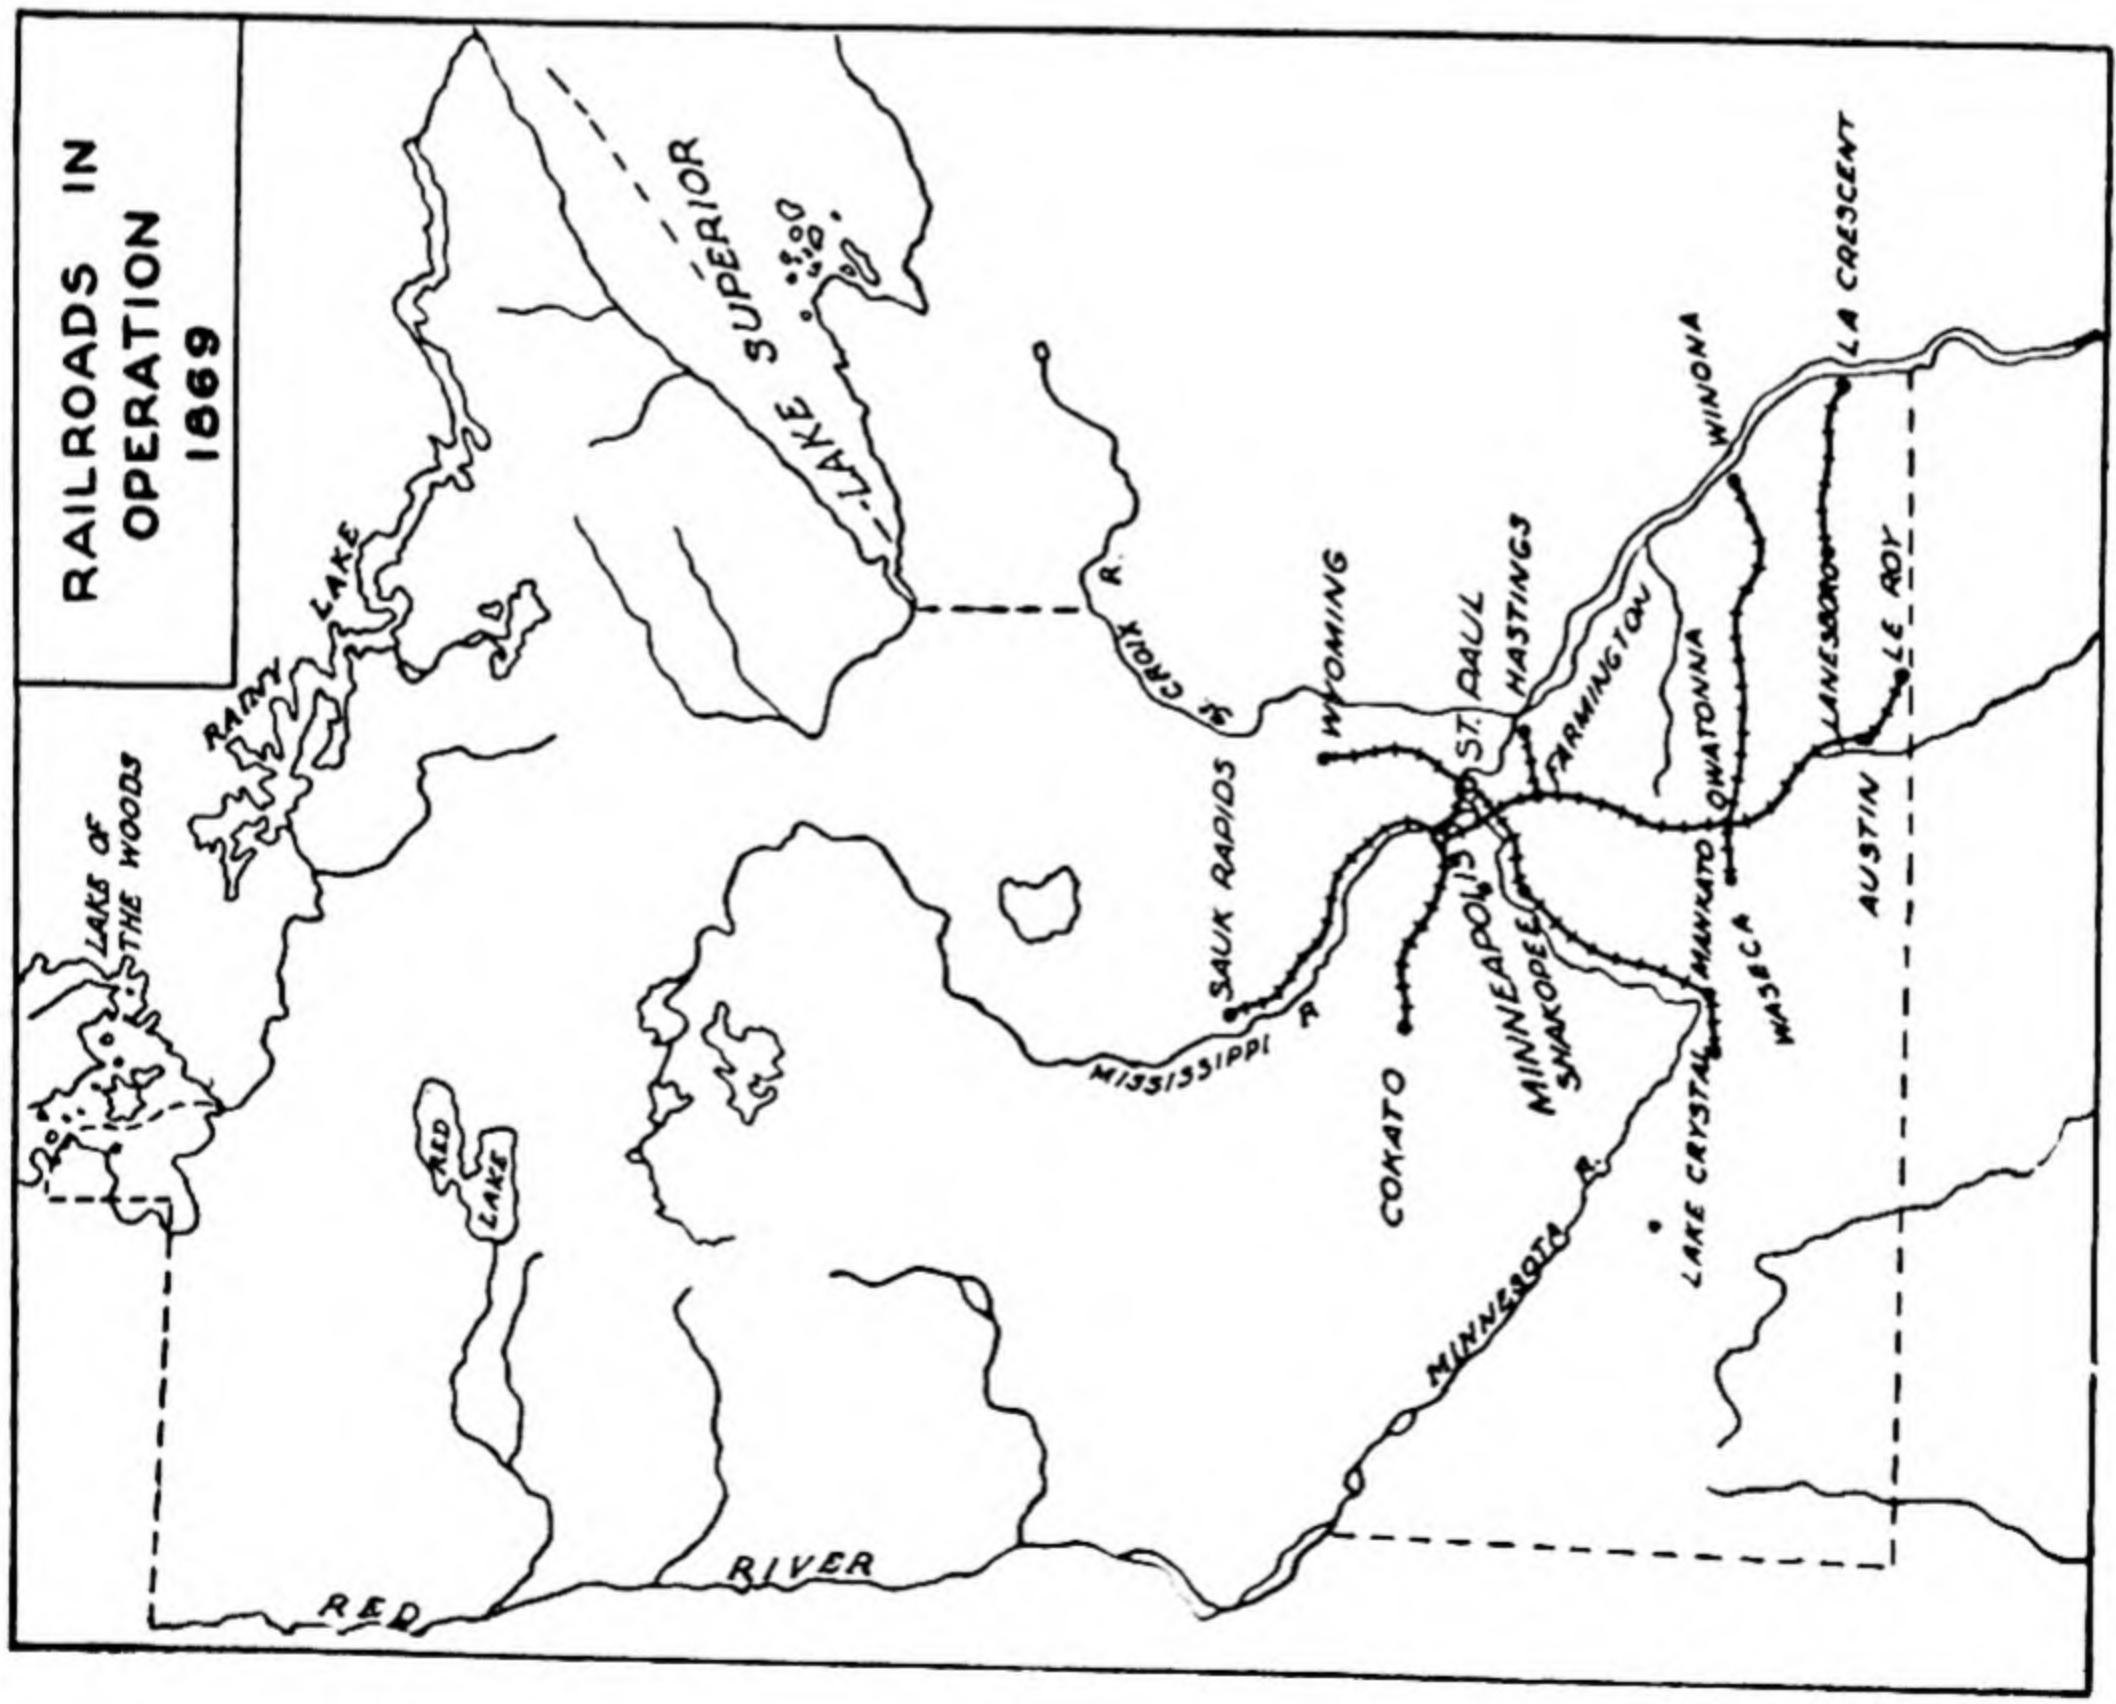 RAILROADS IN
OPERATION
1869
LAKE OF
THE WOODS
RAINY LAKE
LAKE SUPERIOR
RED
LAKE
RED RIVER
ST. CROIX R.
MISSISSIPPI R
MINNESOTA R.
SAUK RAPIDS
WYOMING
COKATO
ST. PAUL
MINNEAPOLIS
HASTINGS
SHAKOPEE
FARMINGTON
WINONA
OWATONNA
MANKATO
WASECA
LAKE CRYSTAL
LA CRESCENT
LANESBORO
LE ROY
AUSTIN